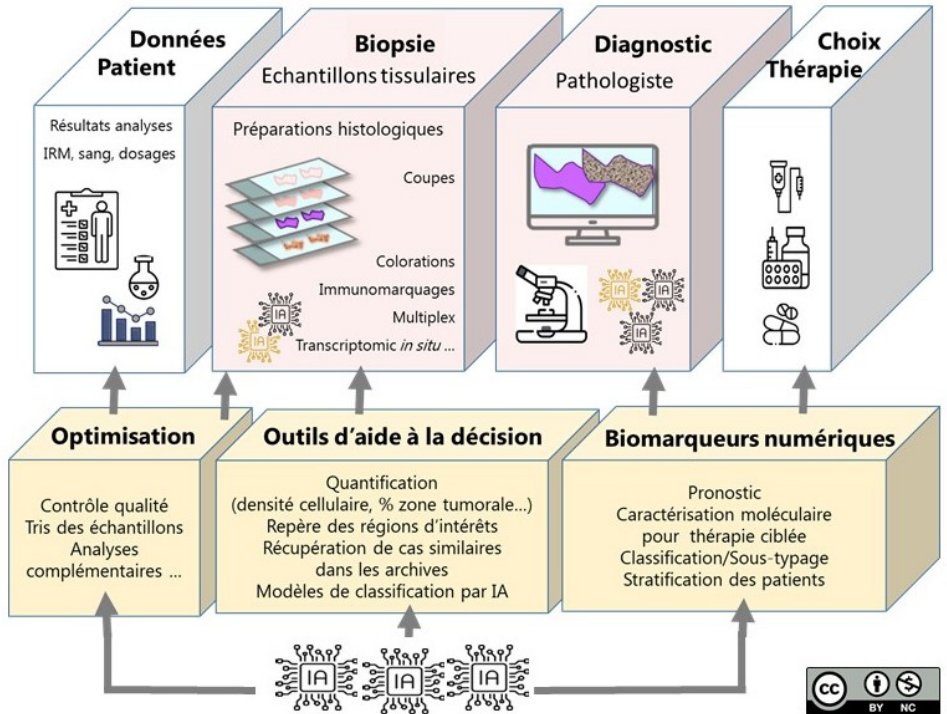 Données
Patient
Résultats analyses
IRM, sang, dosages
Biopsie
Echantillons tissulaires
Préparations histologiques
Coupes
Colorations
Immunomarquages
Multiplex
Transcriptomic in situ ...
IA
IA
Diagnostic
Pathologiste
IA
IA
IA
Choix
Thérapie
Optimisation
Contrôle qualité
Tris des échantillons
Analyses
complémentaires ...
Outils d'aide à la décision
Quantification
(densité cellulaire, % zone tumorale...)
Repère des régions d'intérêts
Récupération de cas similaires
dans les archives
Modèles de classification par IA
Biomarqueurs numériques
Pronostic
Caractérisation moléculaire
pour thérapie ciblée
Classification/Sous-typage
Stratification des patients
IA
IA
IA
cc
BY NC